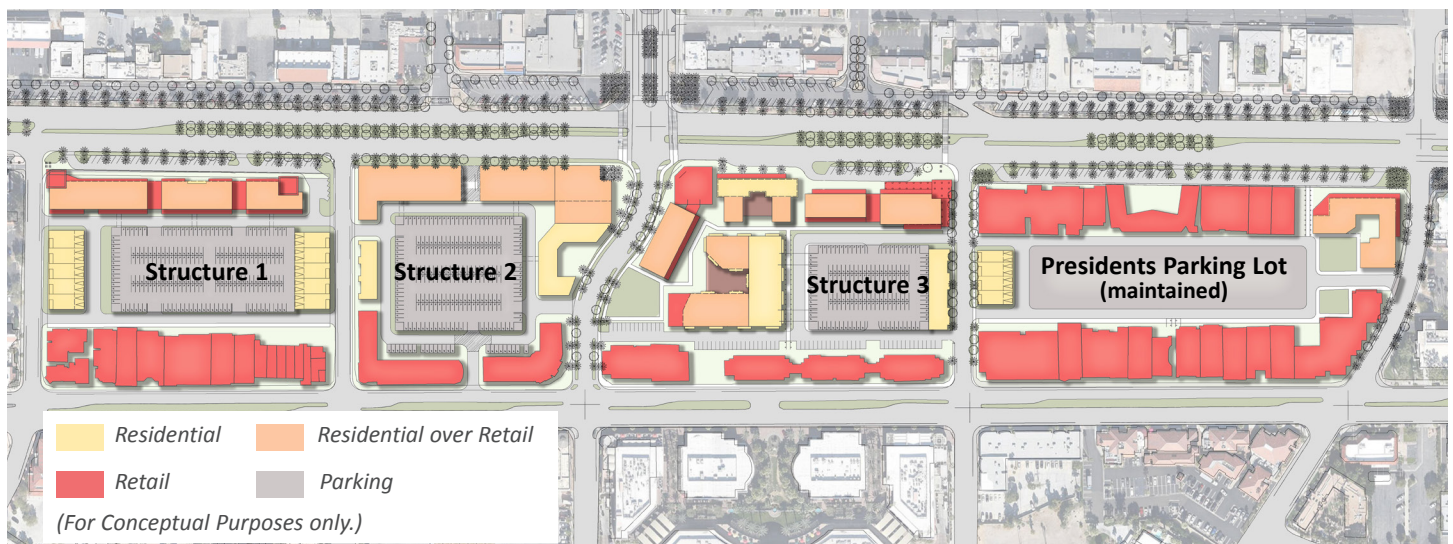 Structure 1
Structure 2
Structure 3
Presidents Parking Lot
(maintained)
Residential
Residential over Retail
Retail
Parking
(For Conceptual Purposes only.)